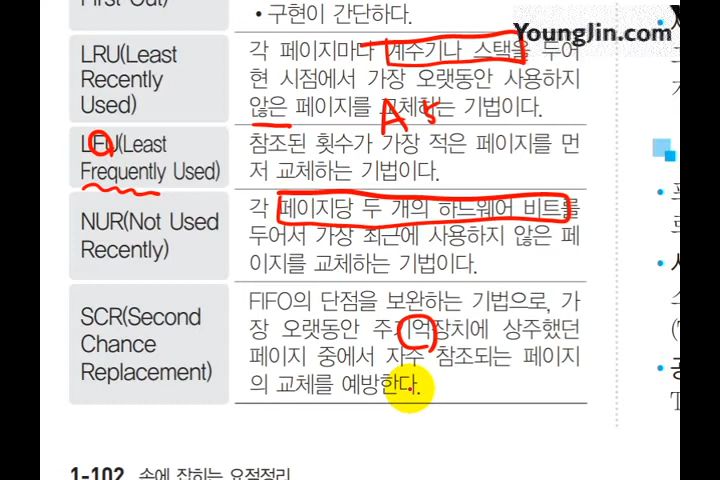 First Out)
• 구현이 간단하다.
YoungJin.com
LRU(Least
Recently
Used)
각 페이지마다 계수기나 스택을 두어
현 시점에서 가장 오랫동안 사용하지
않은 페이지를 교체하는 기법이다.
A 5
LFU(Least
Frequently Used)
참조된 횟수가 가장 적은 페이지를 먼
저 교체하는 기법이다.
NUR(Not Used
Recently)
각 페이지당 두 개의 하드웨어 비트를
두어서 가장 최근에 사용하지 않은 페
이지를 교체하는 기법이다.
SCR(Second
Chance
Replacement)
FIFO의 단점을 보완하는 기법으로, 가
장 오랫동안 주기억장치에 상주했던
페이지 중에서 자주 참조되는 페이지
의 교체를 예방한다.
1-102 손에 잡히는 요점정리